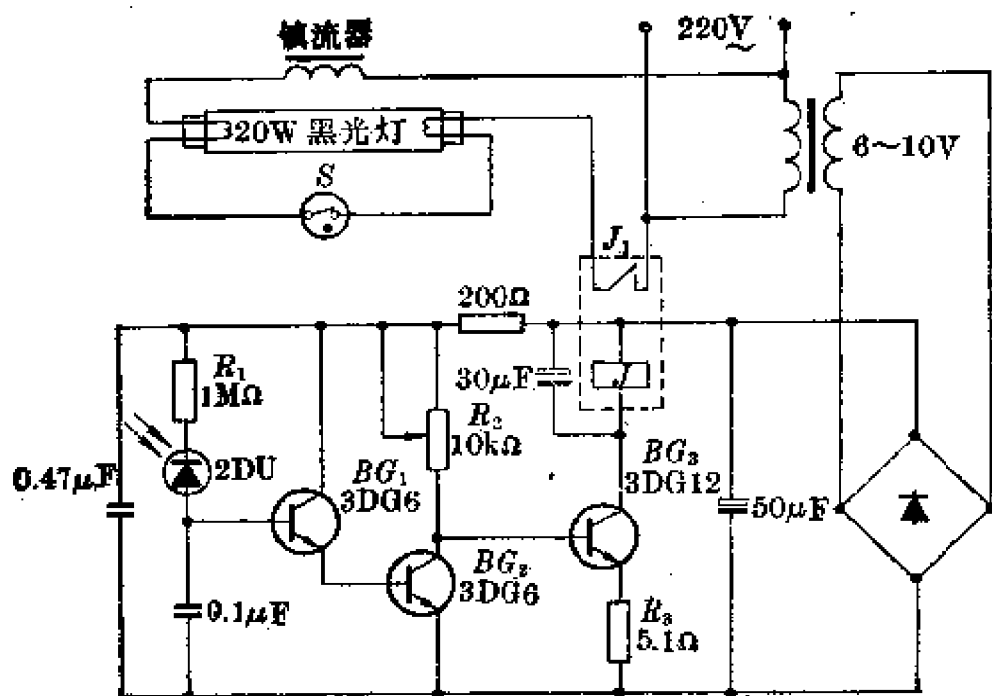 镇流器
220V
~
20W 黑光灯
6～10V
S
J₁
200Ω
R₁
1MΩ
30μF
J
R₂
10kΩ
2DU
0.47μF
BG₁
3DG6
BG₃
3DG12
50μF
BG₂
3DG6
0.1μF
R₃
5.1Ω